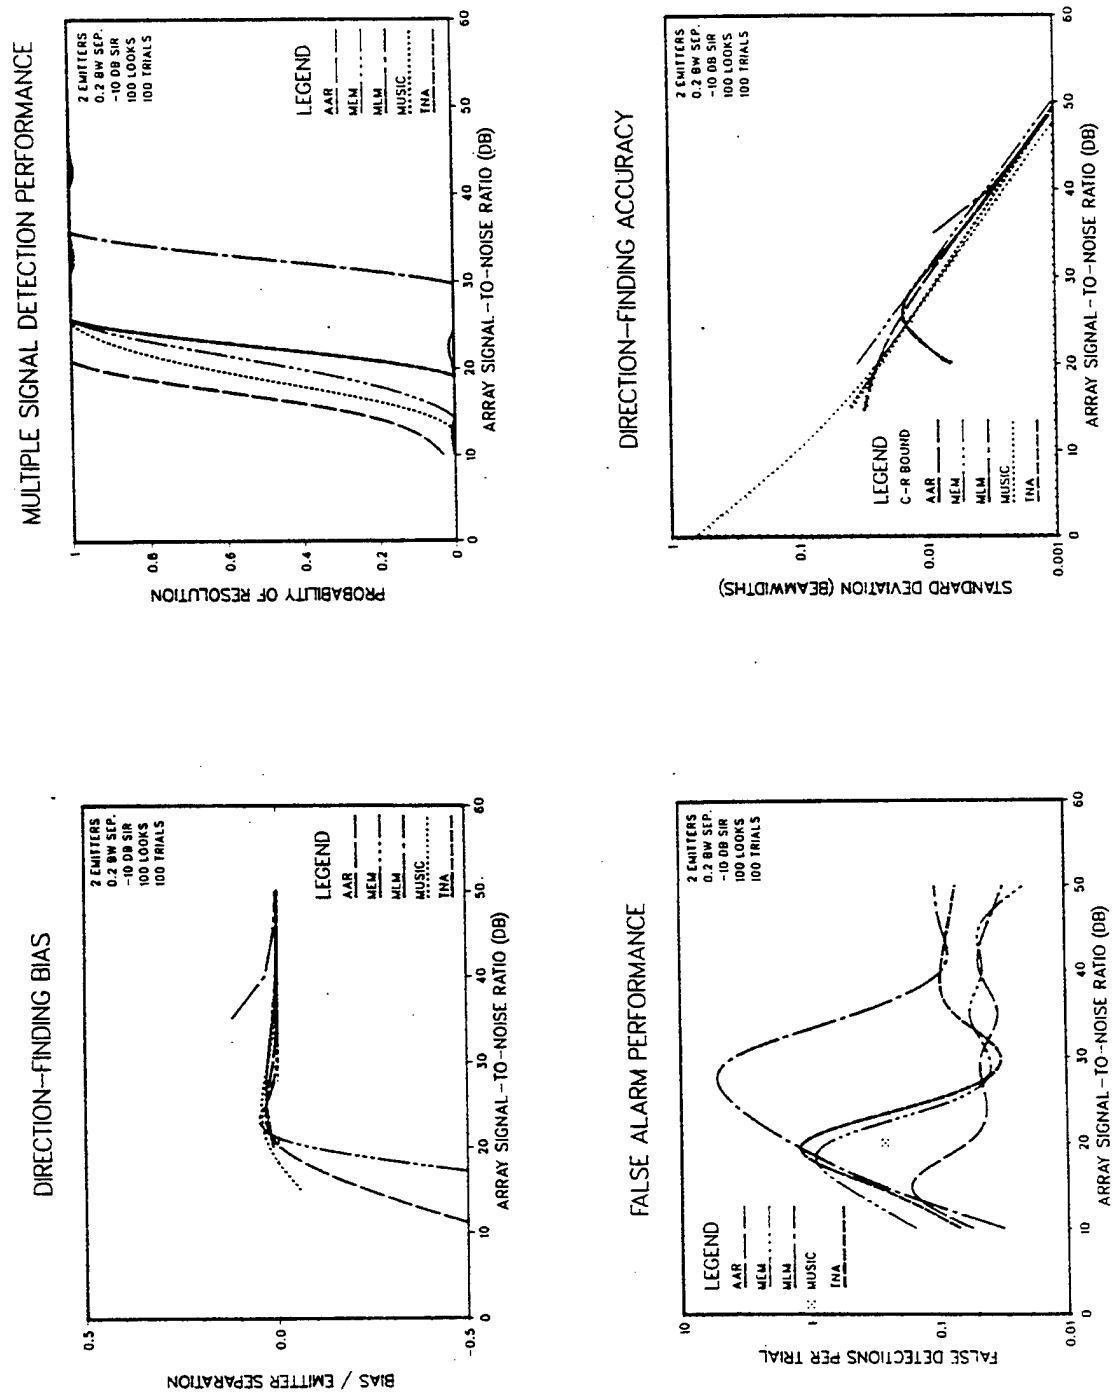 DIRECTION-FINDING BIAS
2 EMITTERS
0.2 BW SEP.
-10 DB SIR
100 LOOKS
100 TRIALS
LEGEND
AAR
MEM
MLM
MUSIC
TNA
BIAS / EMITTER SEPARATION
0.5
0.0
-0.5
0
10
20
30
40
50
60
ARRAY SIGNAL-TO-NOISE RATIO (DB)
MULTIPLE SIGNAL DETECTION PERFORMANCE
2 EMITTERS
0.2 BW SEP.
-10 DB SIR
100 LOOKS
100 TRIALS
LEGEND
AAR
MEM
MLM
MUSIC
TNA
PROBABILITY OF RESOLUTION
1
0.8
0.6
0.4
0.2
0
0
10
20
30
40
50
60
ARRAY SIGNAL-TO-NOISE RATIO (DB)
FALSE ALARM PERFORMANCE
2 EMITTERS
0.2 BW SEP.
-10 DB SIR
100 LOOKS
100 TRIALS
LEGEND
AAR
MEM
MLM
MUSIC
TNA
FALSE DETECTIONS PER TRIAL
10
1
0.1
0.01
0
10
20
30
40
50
60
ARRAY SIGNAL-TO-NOISE RATIO (DB)
DIRECTION-FINDING ACCURACY
2 EMITTERS
0.2 BW SEP.
-10 DB SIR
100 LOOKS
100 TRIALS
LEGEND
C-R BOUND
AAR
MEM
MLM
MUSIC
TNA
STANDARD DEVIATION (BEAMWIDTHS)
1
0.1
0.01
0.001
0
10
20
30
40
50
60
ARRAY SIGNAL-TO-NOISE RATIO (DB)